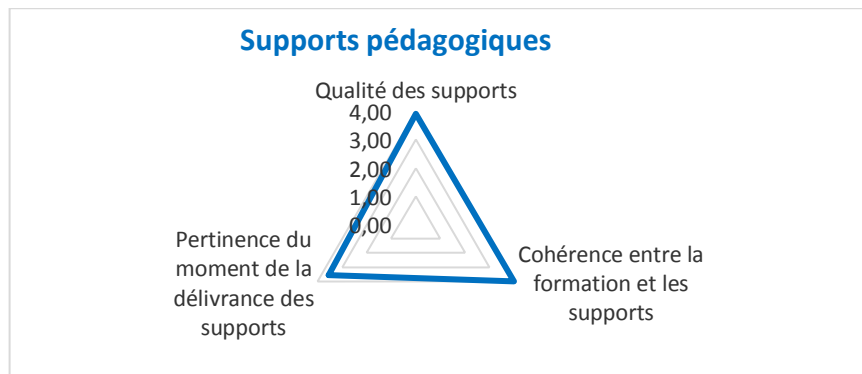 Supports pédagogiques
Qualité des supports
4,00
3,00
2,00
1,00
0,00
Cohérence entre la
formation et les
supports
Pertinence du
moment de la
délivrance des
supports